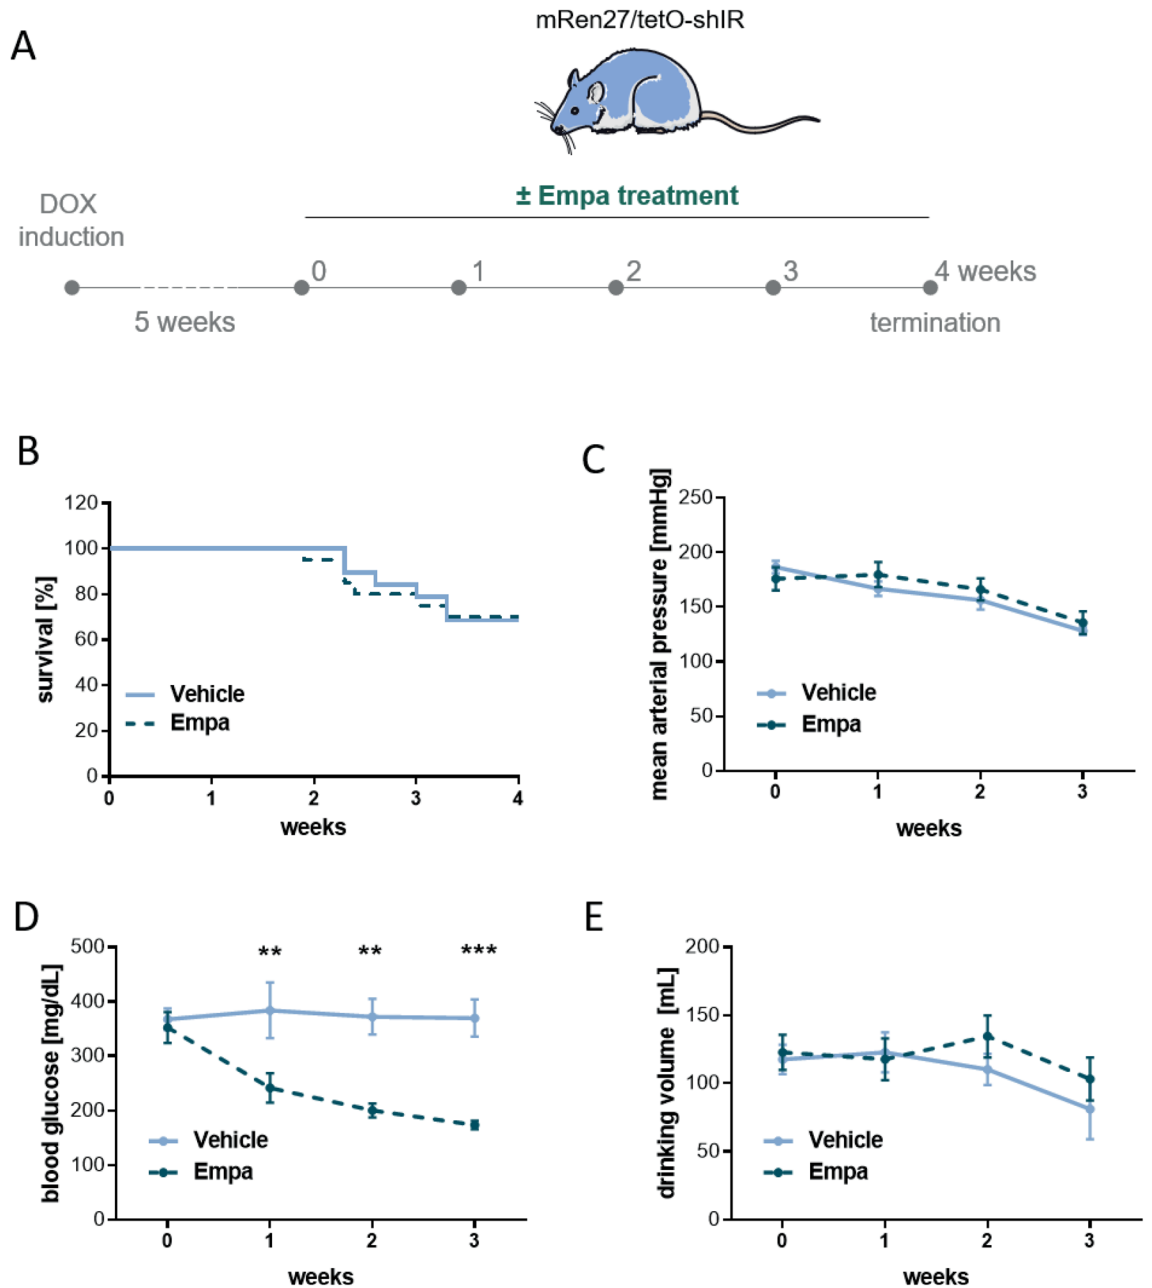 A
mRen27/tetO-shIR
± Empa treatment
DOX
induction
0
1
2
3
4 weeks
5 weeks
termination
B
survival [%]
120
100
80
60
40
20
0
Vehicle
Empa
0 1 2 3 4
weeks
C
mean arterial pressure [mmHg]
250
200
150
100
50
0
Vehicle
Empa
0 1 2 3
weeks
D
blood glucose [mg/dL]
500
400
300
200
100
0
** ** ***
Vehicle
Empa
0 1 2 3
weeks
E
drinking volume [mL]
200
150
100
50
0
Vehicle
Empa
0 1 2 3
weeks